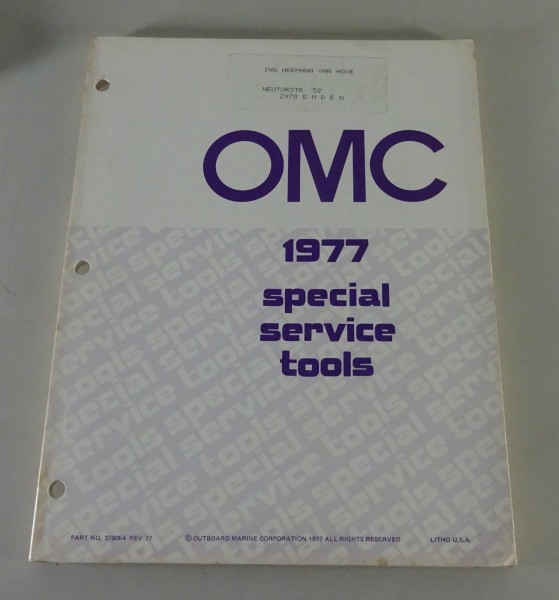 ING HERMANN VAN HOVE
NEUTORSTR. 52
2970 E M D E N
OMC
1977
special
service
tools
PART NO. 379054 REV 77 © OUTBOARD MARINE CORPORATION 1977 ALL RIGHTS RESERVED LITHO U.S.A.